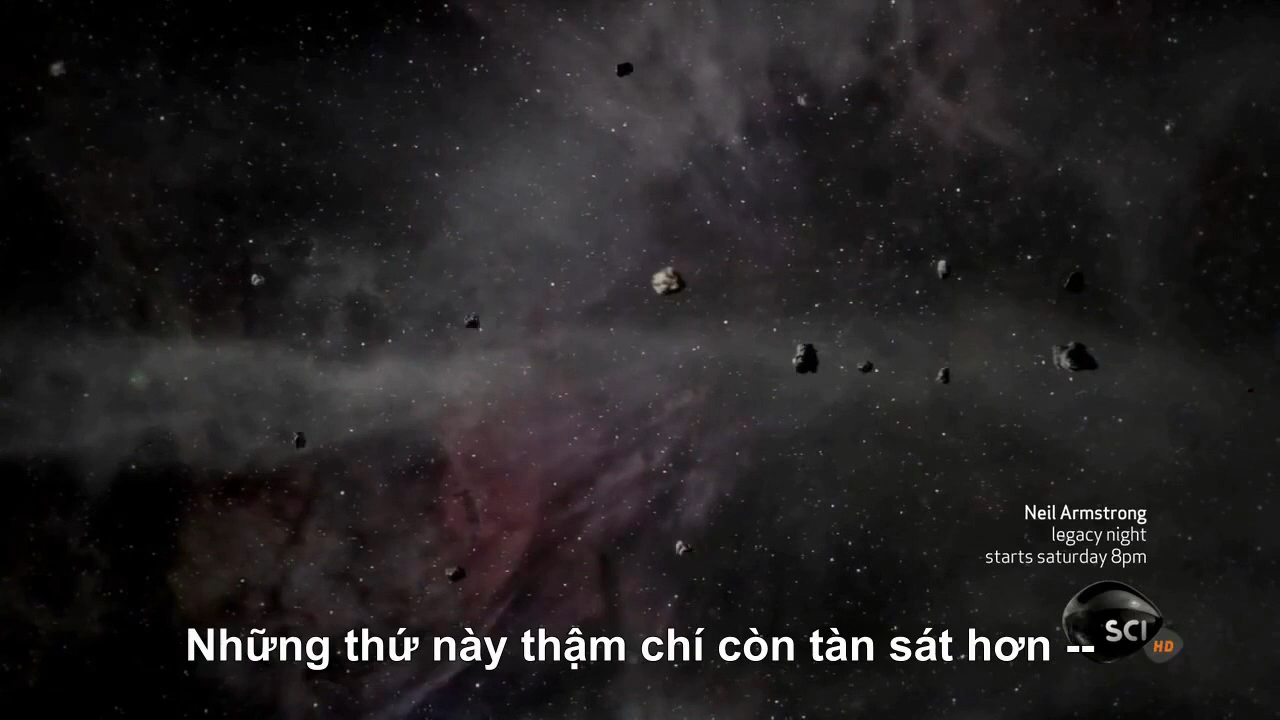 Neil Armstrong
legacy night
starts saturday 8pm
SCI
HD
Những thứ này thậm chí còn tàn sát hơn --